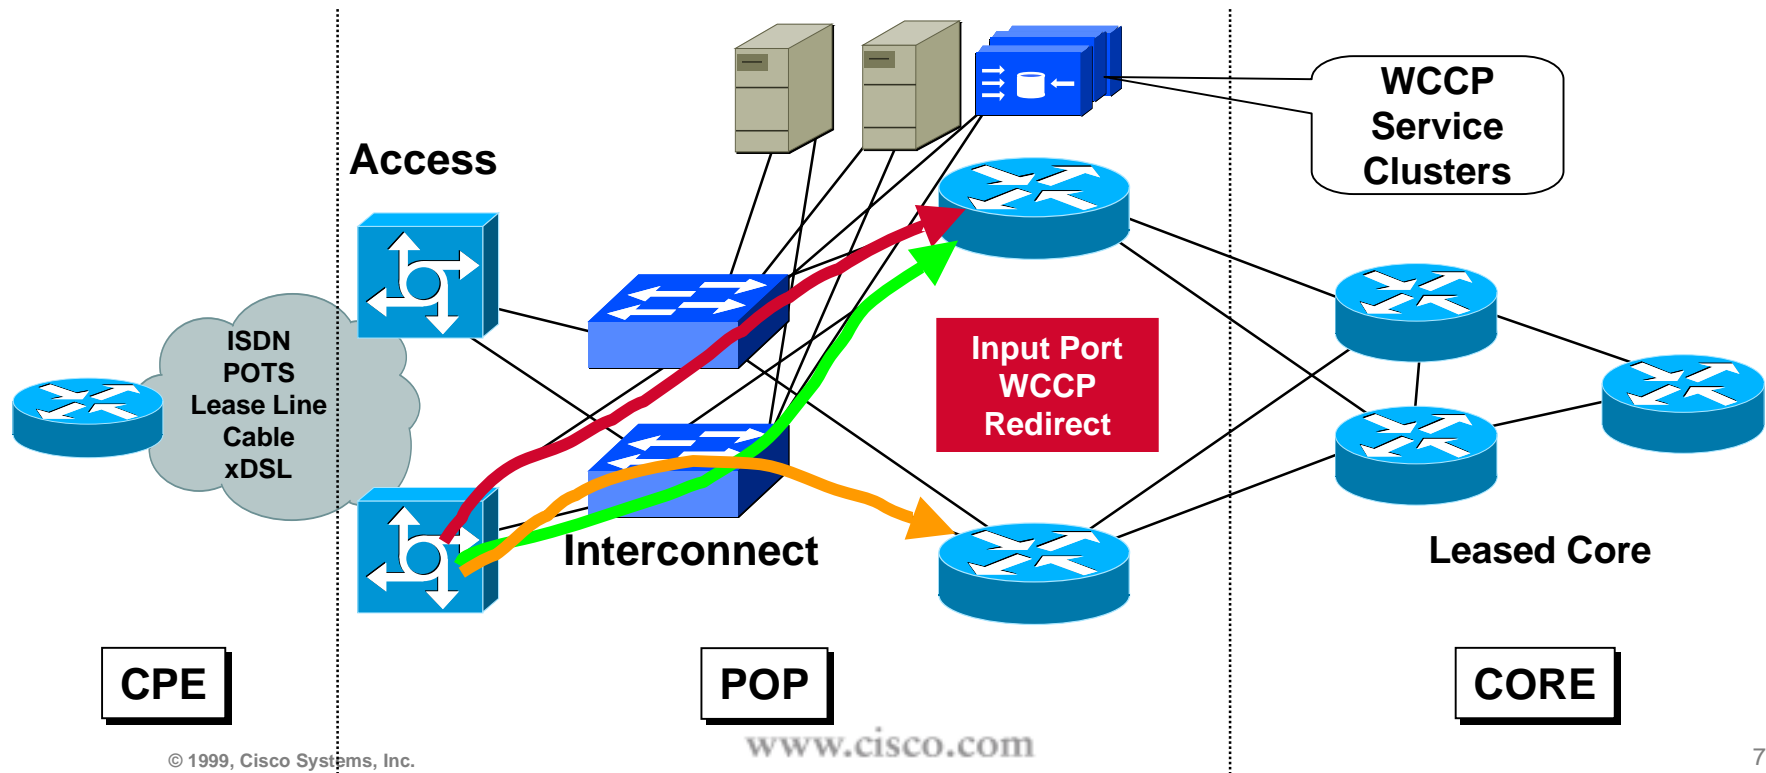 WCCP
Service
Clusters
Access
ISDN
POTS
Lease Line
Cable
xDSL
Input Port
WCCP
Redirect
Interconnect
Leased Core
CPE
POP
CORE
© 1999, Cisco Systems, Inc.
www.cisco.com
7